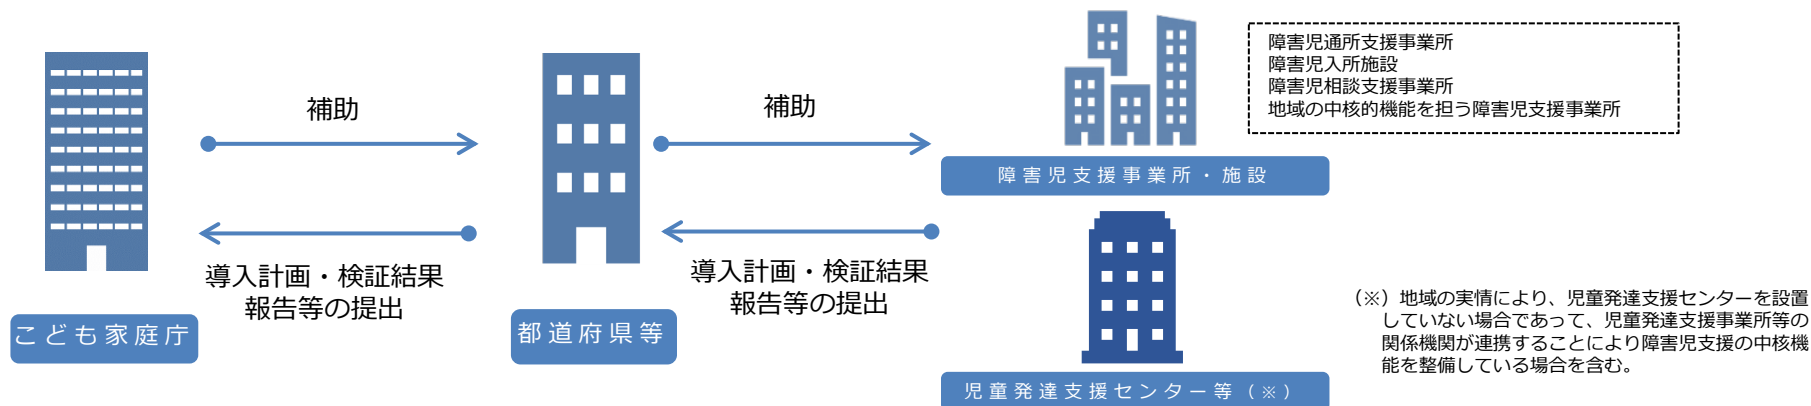 障害児通所支援事業所
障害児入所施設
障害児相談支援事業所
地域の中核的機能を担う障害児支援事業所
補助
補助
障害児支援事業所・施設
導入計画・検証結果
報告等の提出
導入計画・検証結果
報告等の提出
こども家庭庁
都道府県等
(※)地域の実情により、児童発達支援センターを設置
していない場合であって、児童発達支援事業所等の
関係機関が連携することにより障害児支援の中核機
能を整備している場合を含む。
児童発達支援センター等(※)